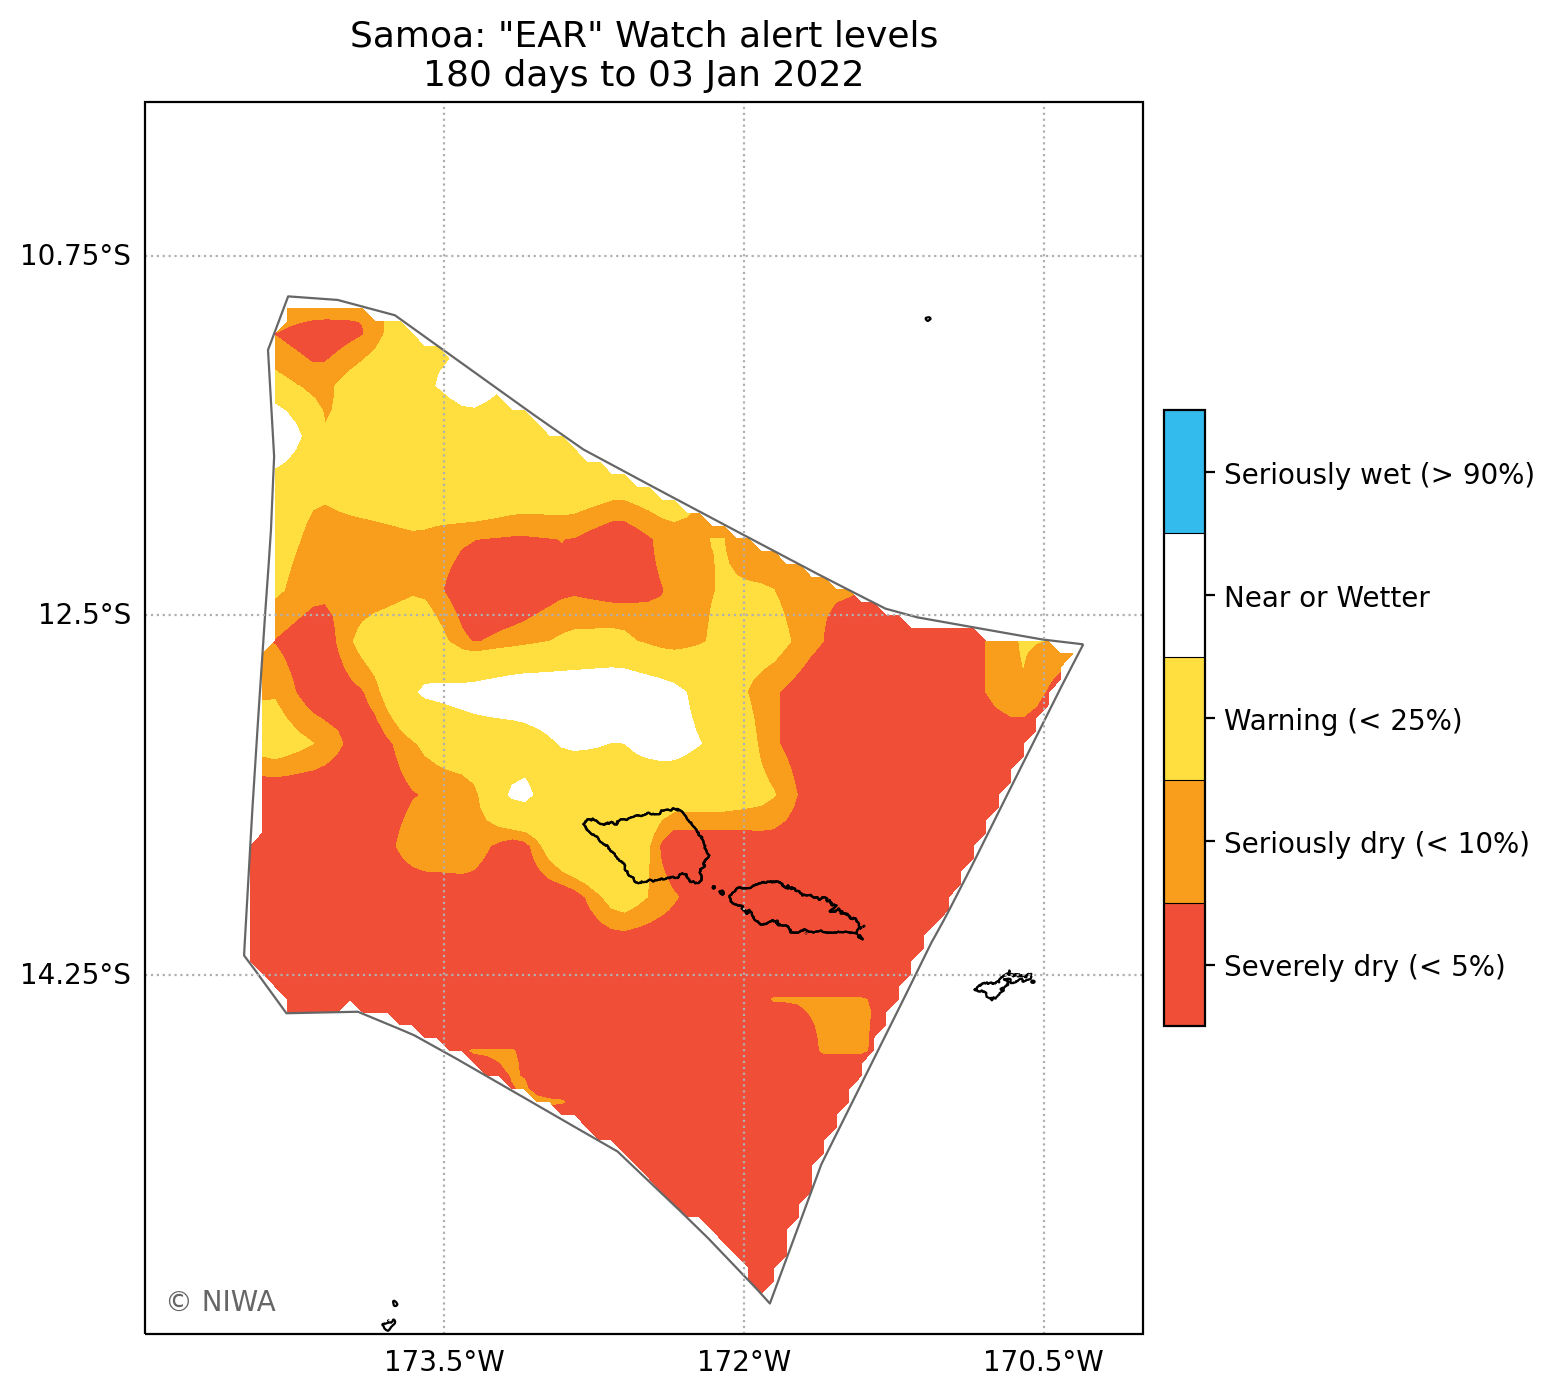 Samoa: "EAR" Watch alert levels
180 days to 03 Jan 2022
10.75°S
12.5°S
14.25°S
173.5°W
172°W
170.5°W
Seriously wet (> 90%)
Near or Wetter
Warning (< 25%)
Seriously dry (< 10%)
Severely dry (< 5%)
© NIWA